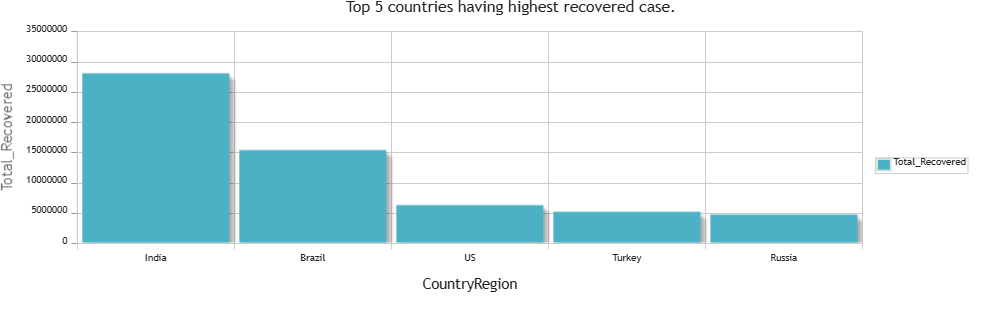 Top 5 countries having highest recovered case.
35000000
30000000
25000000
20000000
15000000
10000000
5000000
0
Total_Recovered
India Brazil US Turkey Russia
CountryRegion
Total_Recovered